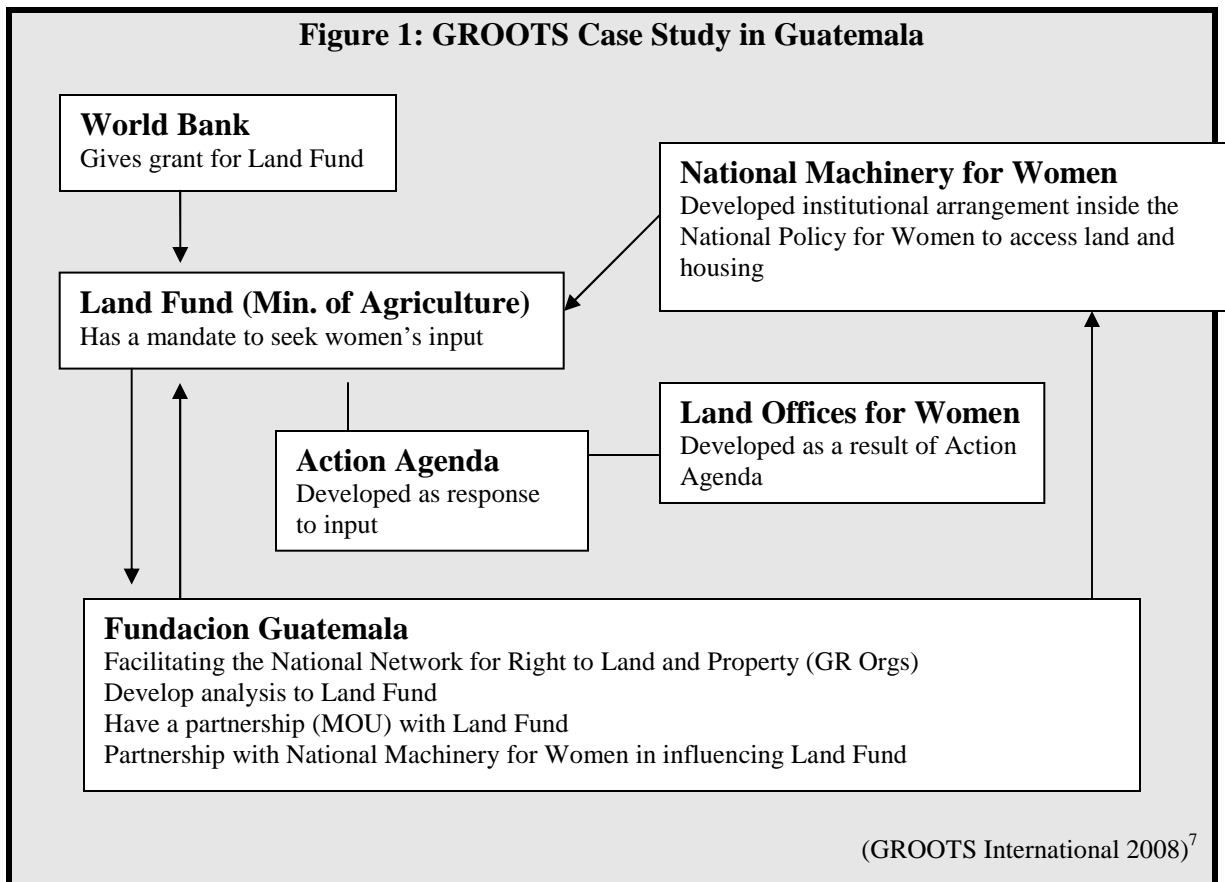 Figure 1: GROOTS Case Study in Guatemala
World Bank
Gives grant for Land Fund
National Machinery for Women
Developed institutional arrangement inside the
National Policy for Women to access land and
housing
Land Fund (Min. of Agriculture)
Has a mandate to seek women’s input
Land Offices for Women
Developed as a result of Action
Agenda
Action Agenda
Developed as response
to input
Fundacion Guatemala
Facilitating the National Network for Right to Land and Property (GR Orgs)
Develop analysis to Land Fund
Have a partnership (MOU) with Land Fund
Partnership with National Machinery for Women in influencing Land Fund
(GROOTS International 2008)7